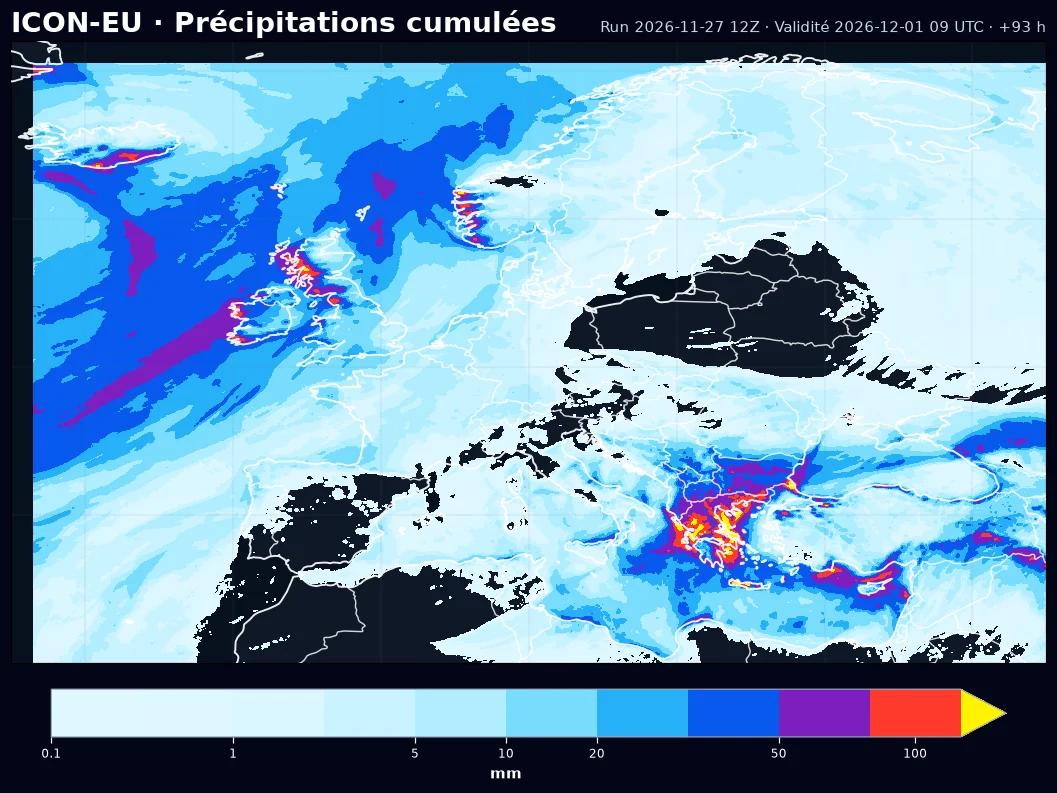 ICON-EU · Précipitations cumulées
Run 2026-11-27 12Z · Validité 2026-12-01 09 UTC · +93 h
0.1 1 5 10 20 50 100
mm